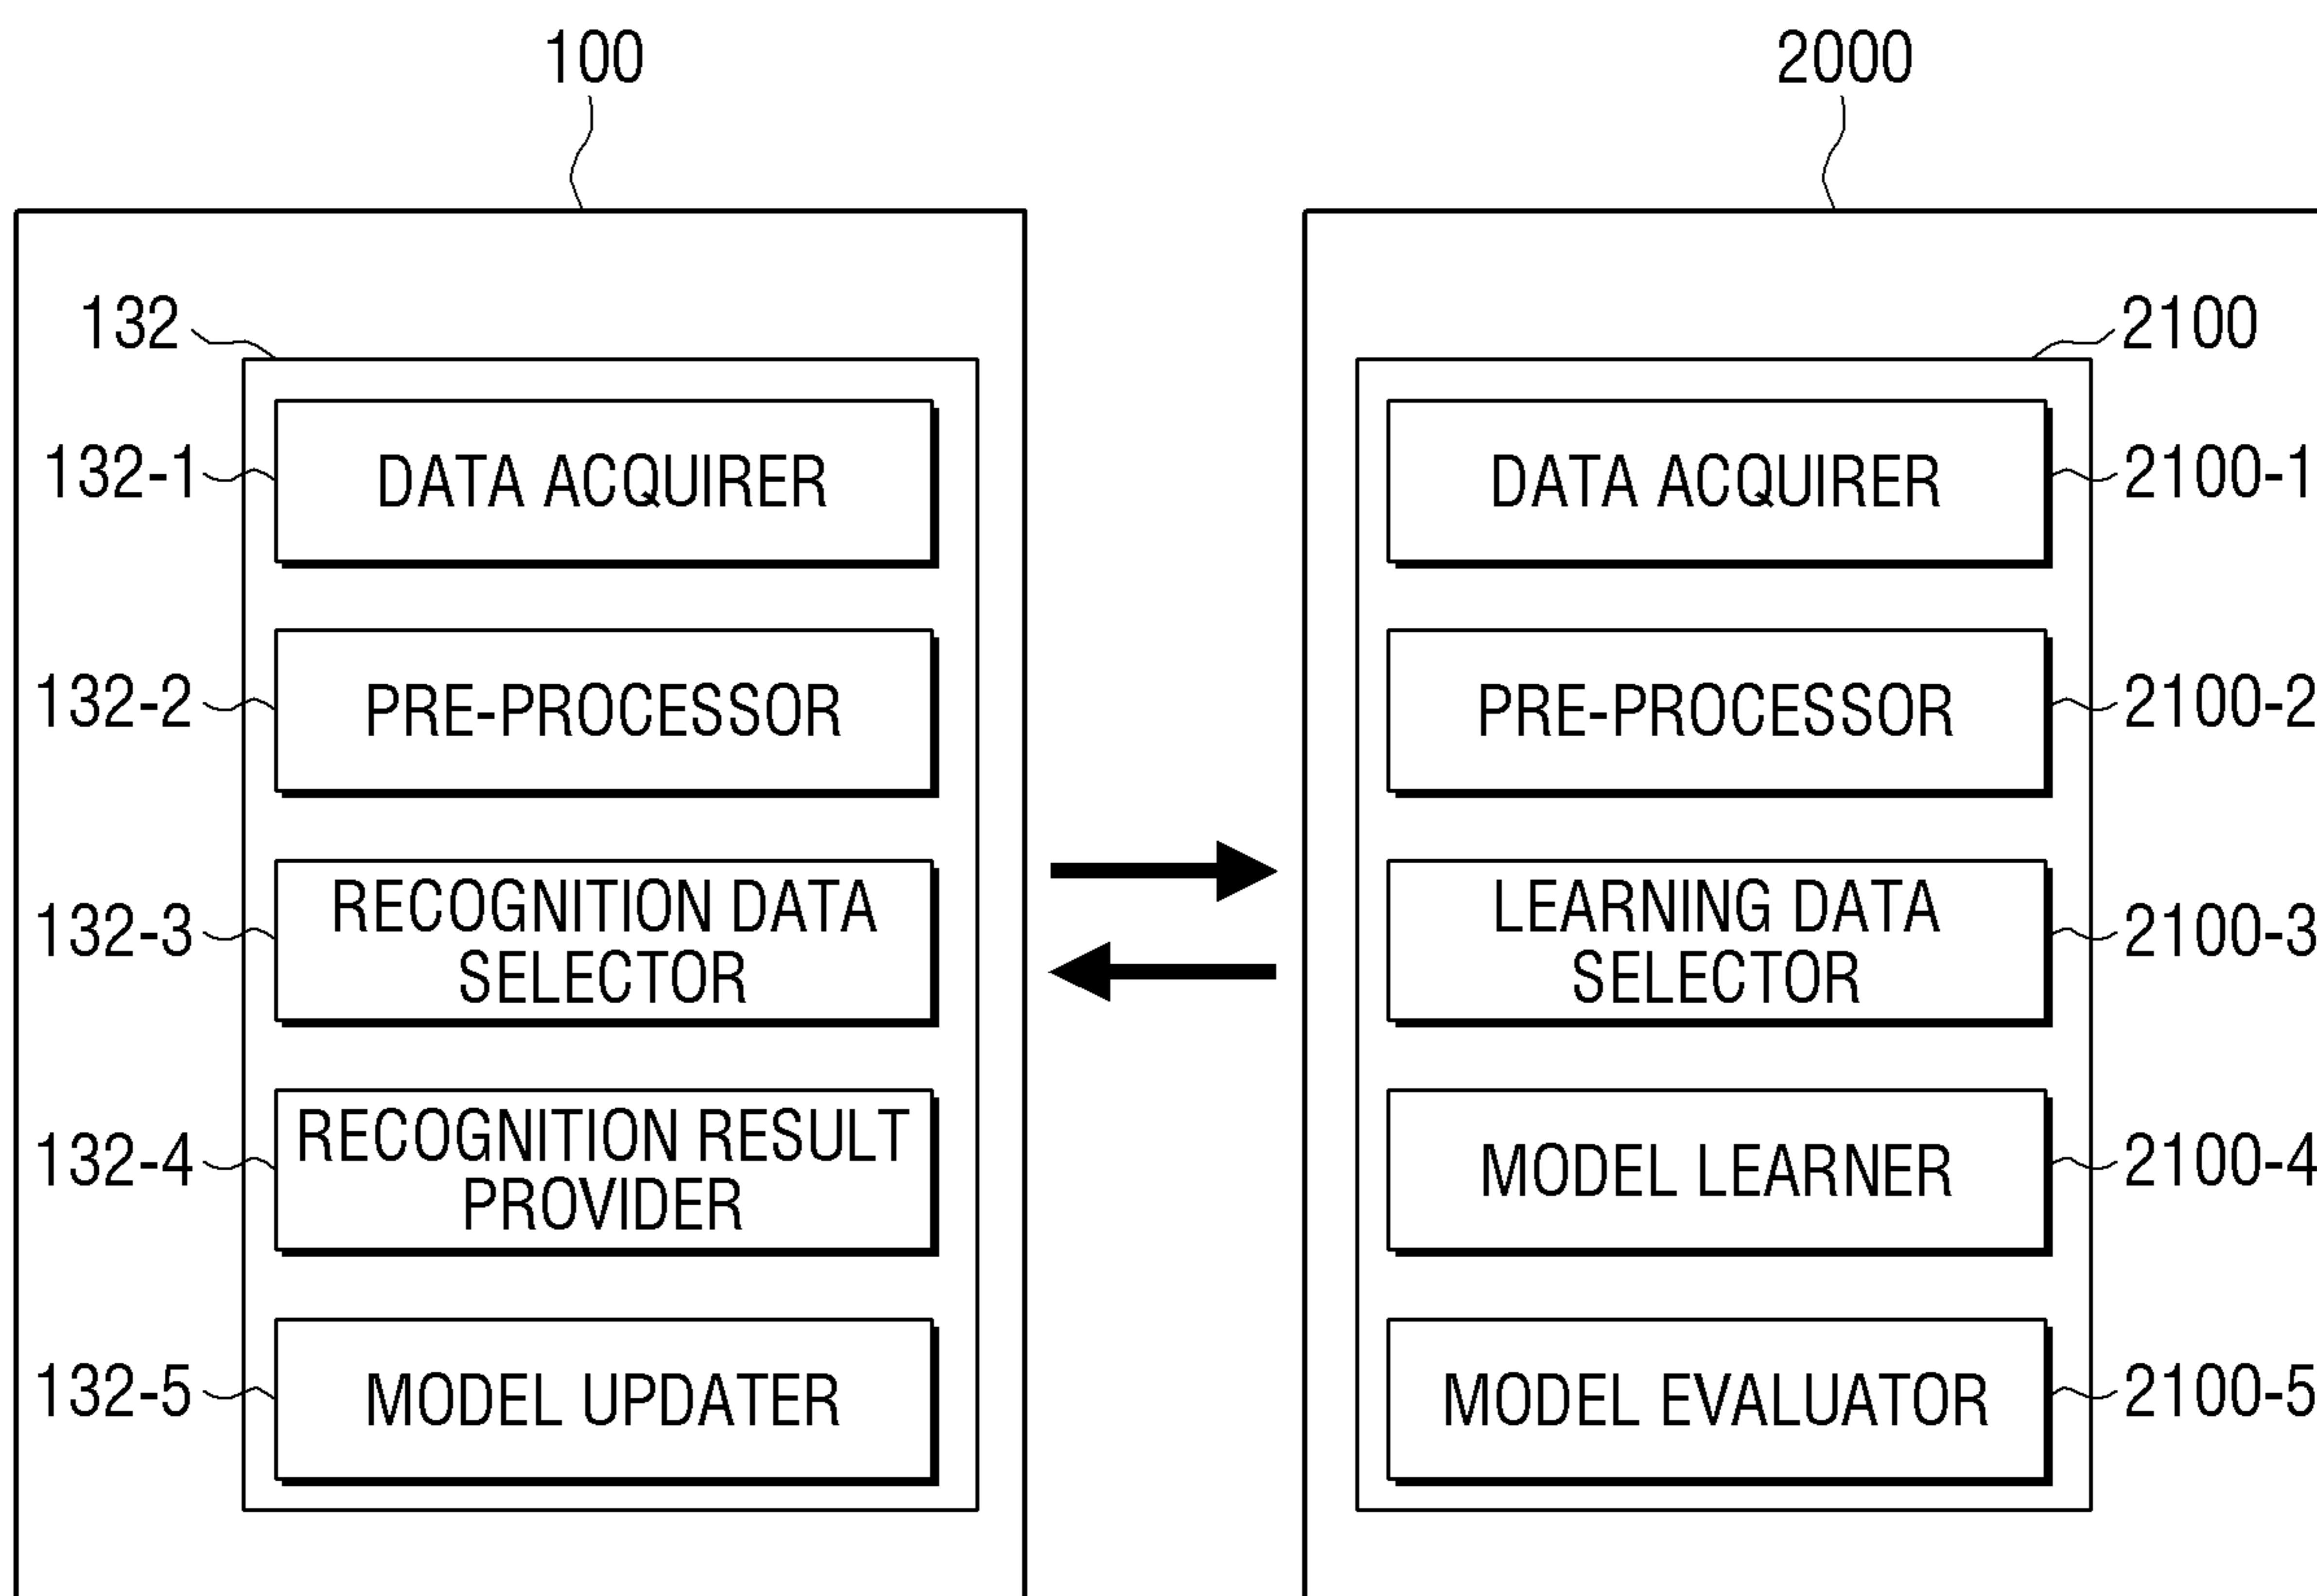 100
2000
132
2100
132-1
DATA ACQUIRER
DATA ACQUIRER
2100-1
132-2
PRE-PROCESSOR
PRE-PROCESSOR
2100-2
132-3
RECOGNITION DATA
SELECTOR
LEARNING DATA
SELECTOR
2100-3
132-4
RECOGNITION RESULT
PROVIDER
MODEL LEARNER
2100-4
132-5
MODEL UPDATER
MODEL EVALUATOR
2100-5